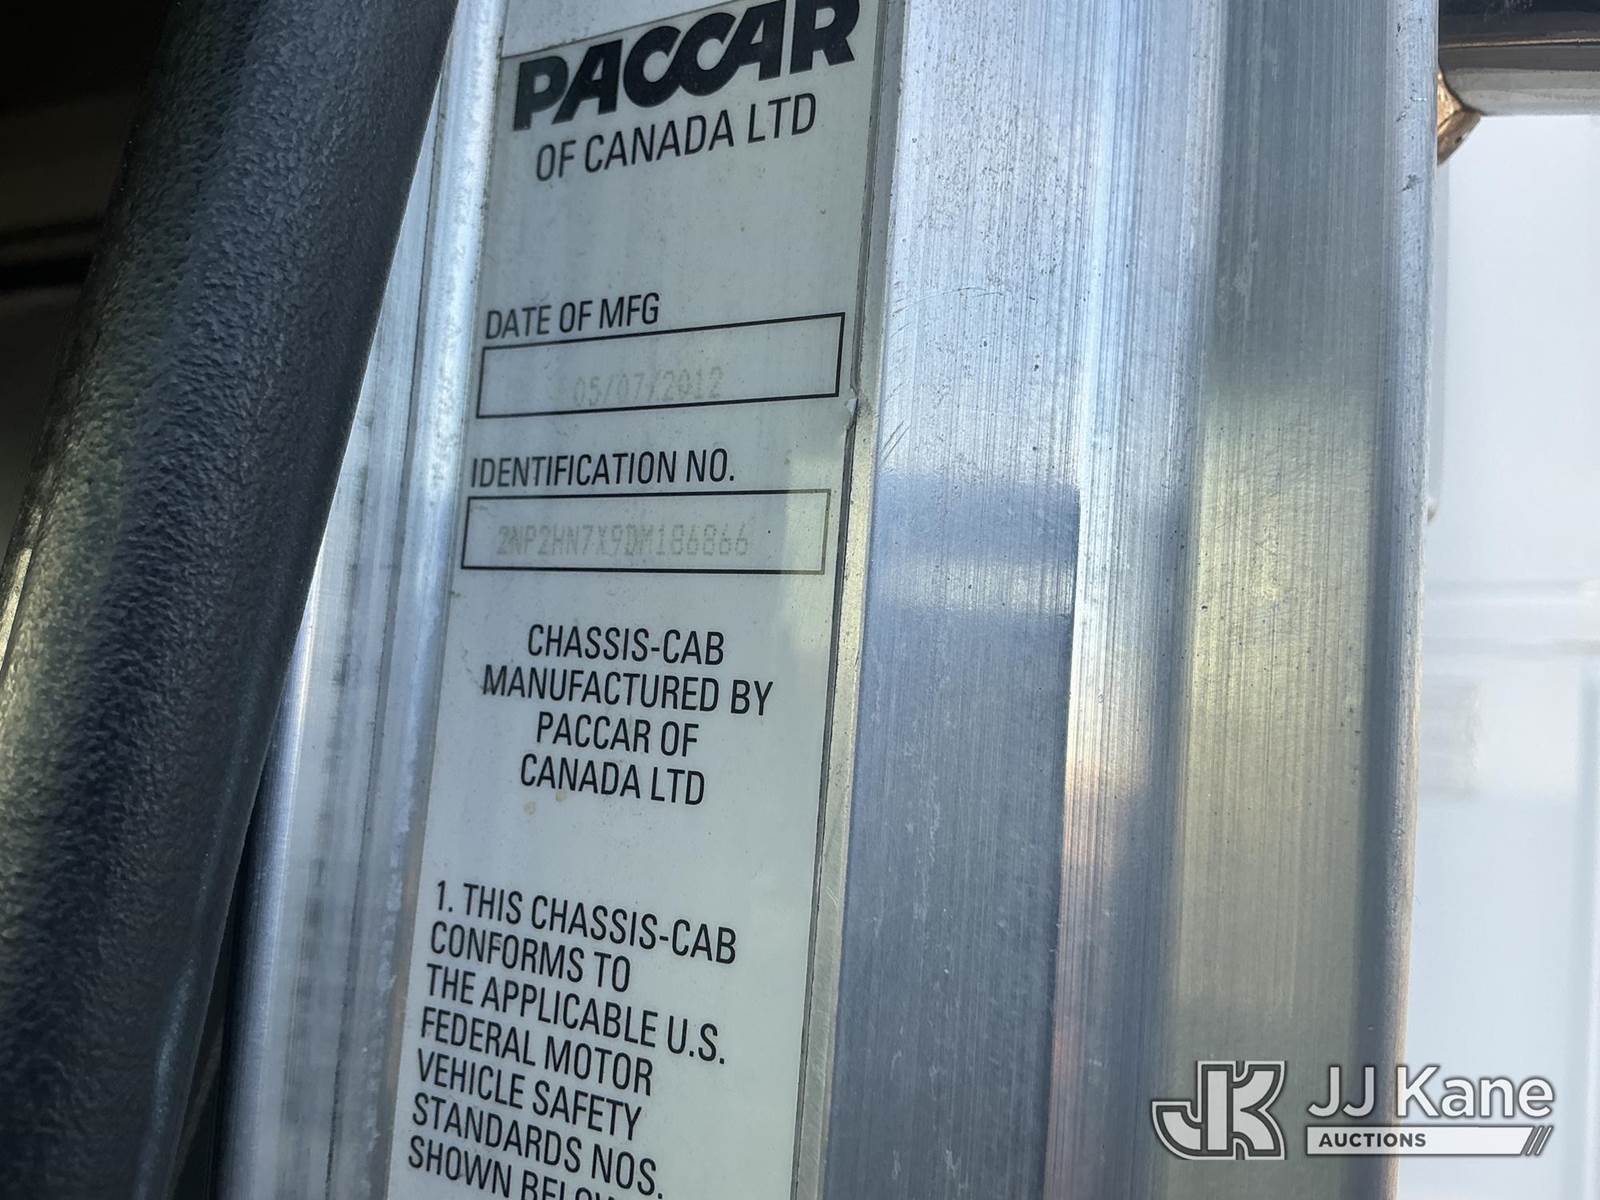 PACCAR
OF CANADA LTD
DATE OF MFG
05/07/2012
IDENTIFICATION NO.
2NP2HN7X9DM186866
CHASSIS-CAB
MANUFACTURED BY
PACCAR OF
CANADA LTD
1. THIS CHASSIS-CAB
CONFORMS TO
THE APPLICABLE U.S.
FEDERAL MOTOR
VEHICLE SAFETY
STANDARDS NOS.
SHOWN BELOW
JK JJ Kane
AUCTIONS